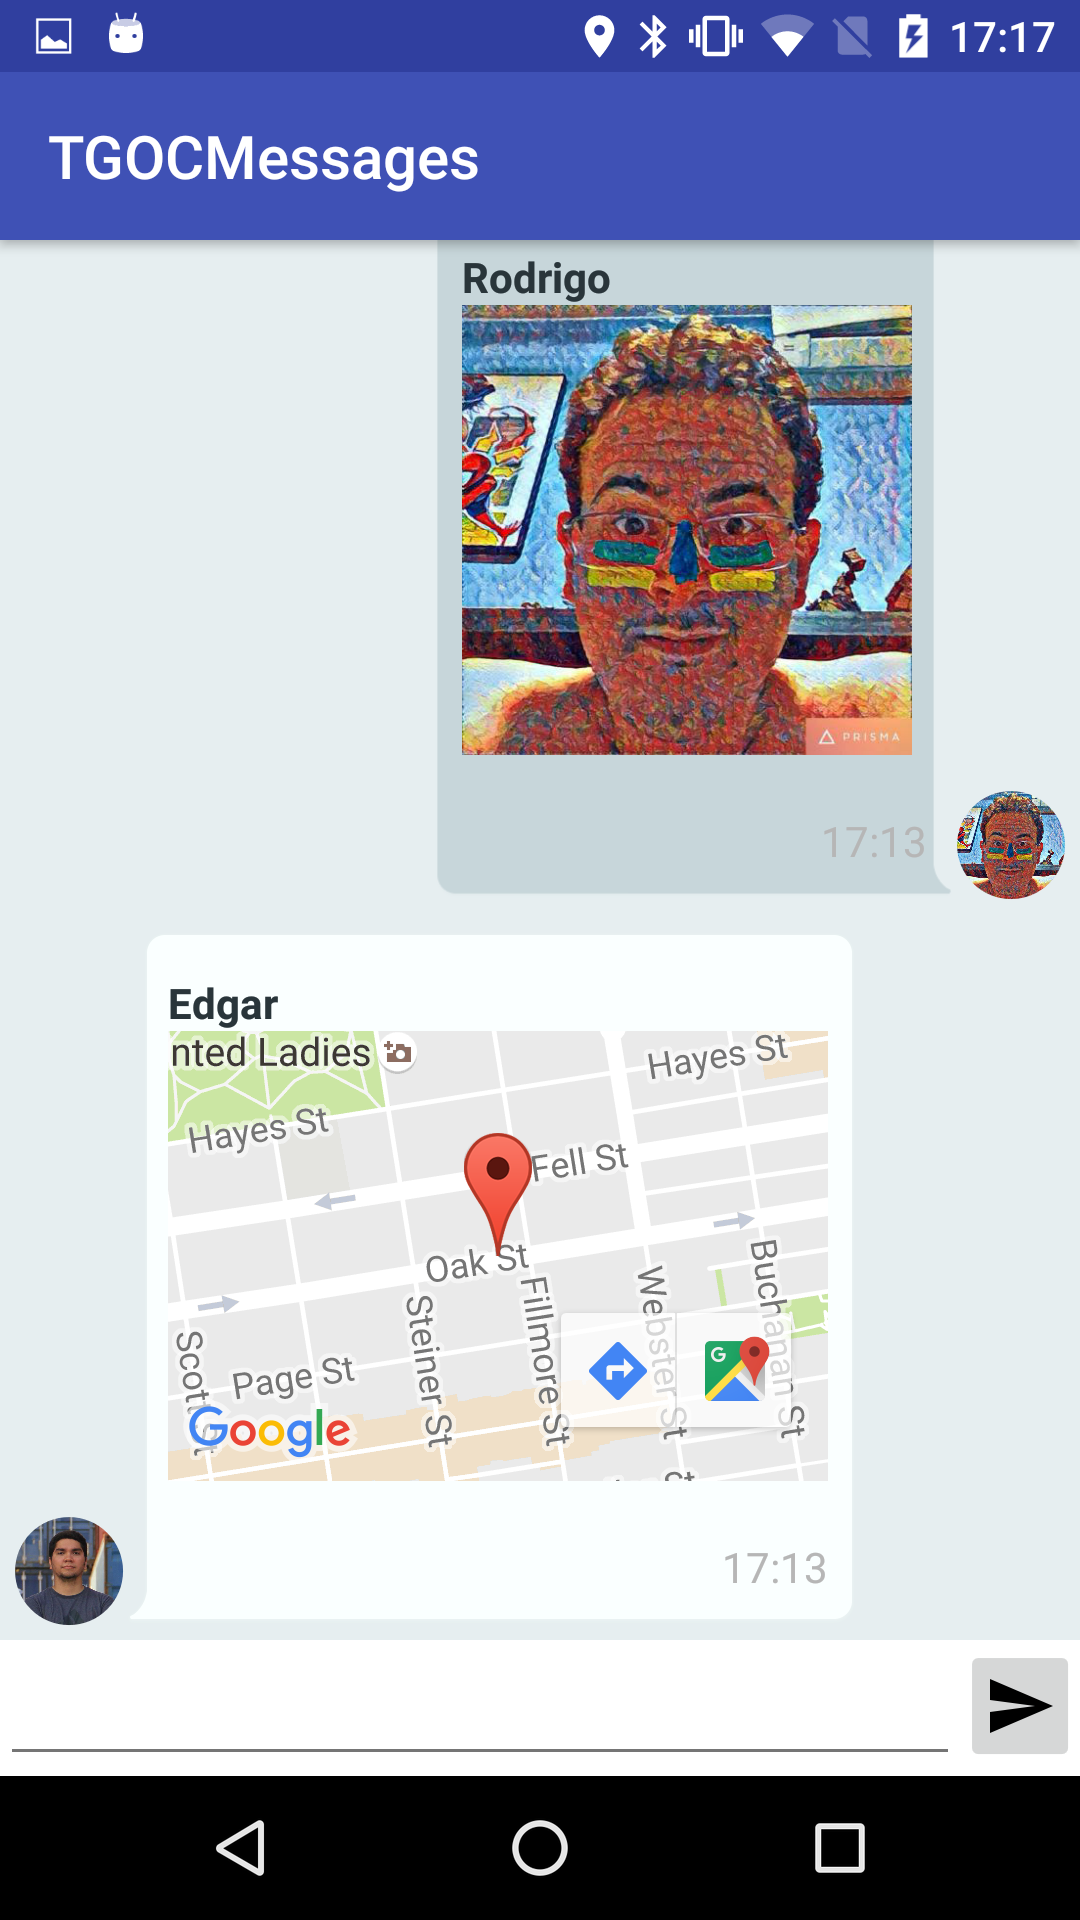 17:17
TGOCMessages
Rodrigo
PRISMA
17:13
Edgar
nted Ladies
Hayes St
Hayes St
Fell St
Oak St
Buchanan St
Webster St
Fillmore St
Steiner St
Scott St
Page St
G
Google
St
17:13